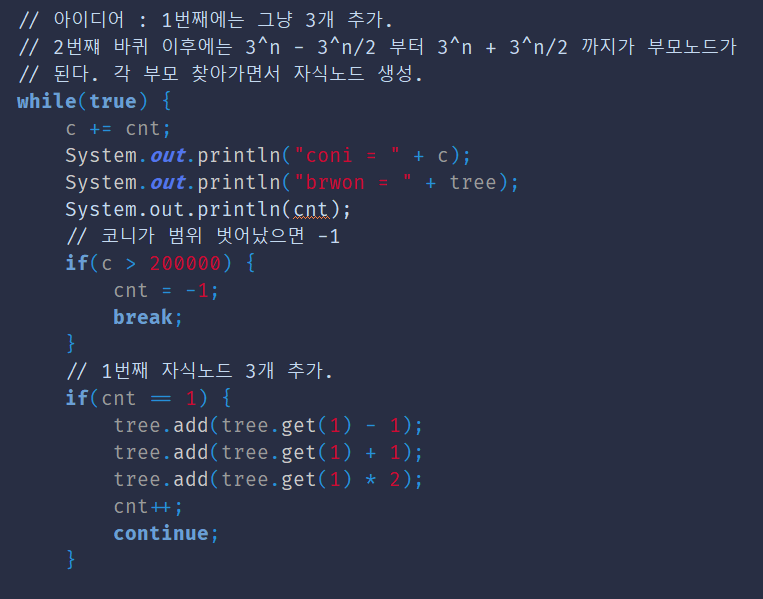 // 아이디어 : 1번째에는 그냥 3개 추가.
// 2번째 바퀴 이후에는 3^n - 3^n/2 부터 3^n + 3^n/2 까지가 부모노드가
// 된다. 각 부모 찾아가면서 자식노드 생성.
while(true) {
c += cnt;
System.out.println("coni = " + c);
System.out.println("brwon = " + tree);
System.out.println(cnt);
// 코니가 범위 벗어났으면 -1
if(c > 200000) {
cnt = -1;
break;
}
// 1번째 자식노드 3개 추가.
if(cnt == 1) {
tree.add(tree.get(1) - 1);
tree.add(tree.get(1) + 1);
tree.add(tree.get(1) * 2);
cnt++;
continue;
}